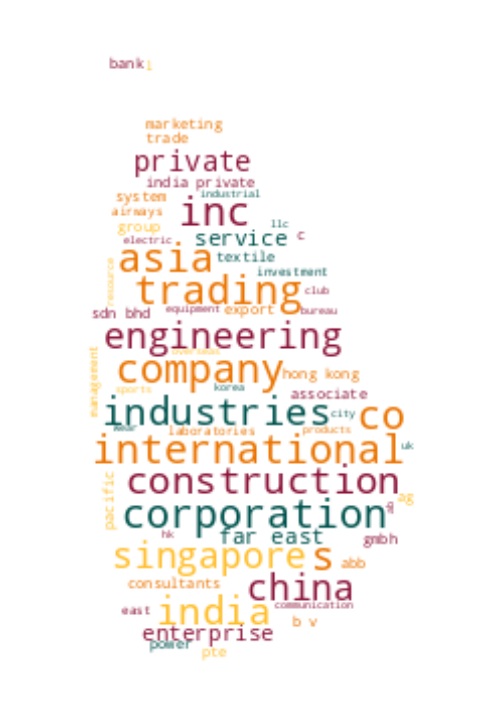 bank i
marketing
trade
private
india private
system industrial
airways inc
group llc
electric service c
asia textile
resource investment
trading club
sdn bhd equipment export bureau
engineering
overseas
management company hong kong
sports korea associate
industries city co
wear laboratories products
international uk
construction
pacific ag
corporation
hk far east gmbh
singapore s abb
consultants china
east india communication
b v
enterprise
power pte